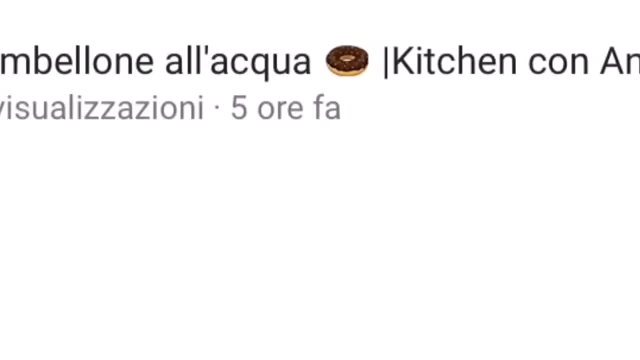 mbellone all'acqua 🍩 |Kitchen con An
visualizzazioni · 5 ore fa